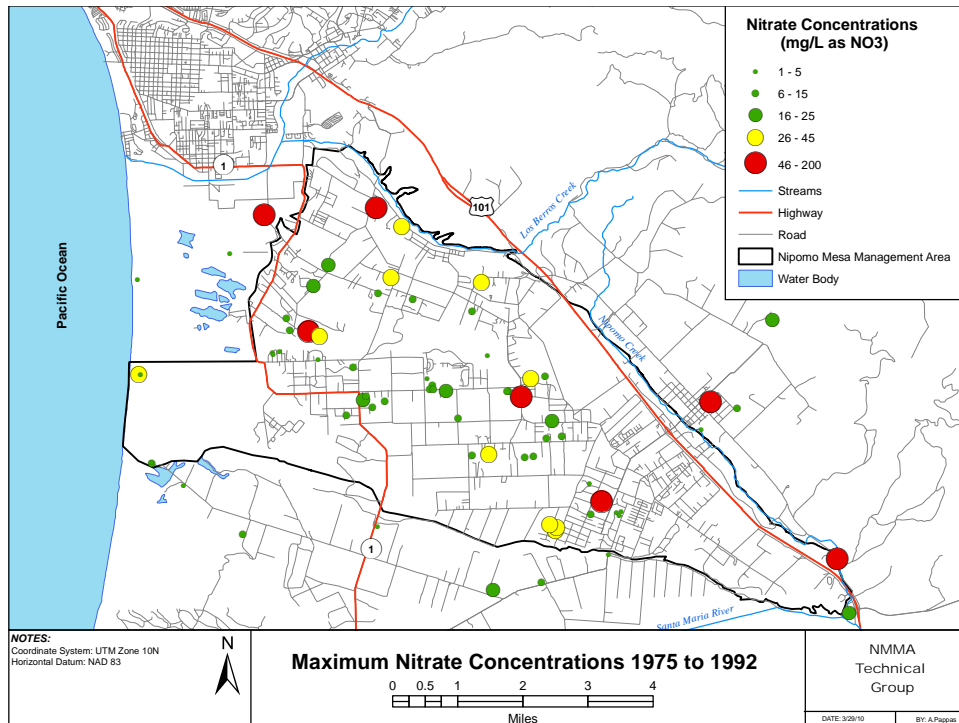 Nitrate Concentrations
(mg/L as NO3)
1 - 5
6 - 15
16 - 25
26 - 45
46 - 200
Streams
Highway
Road
Nipomo Mesa Management Area
Water Body
1
101
Los Berros Creek
Pacific Ocean
Nipomo Creek
1
Santa Maria River
NOTES:
Coordinate System: UTM Zone 10N
Horizontal Datum: NAD 83
N
Maximum Nitrate Concentrations 1975 to 1992
0 0.5 1 2 3 4
Miles
NMMA
Technical
Group
DATE: 3/29/10 BY: A.Pappas